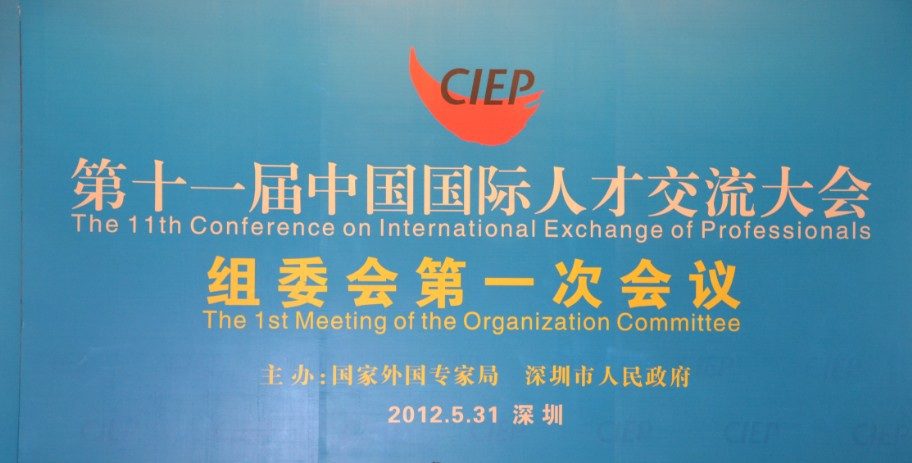 CIEP
第十一届中国国际人才交流大会
The 11th Conference on International Exchange of Professionals
组委会第一次会议
The 1st Meeting of the Organization Committee
主办:国家外国专家局 深圳市人民政府
2012.5.31 深圳
CIEP CIEP CIEP